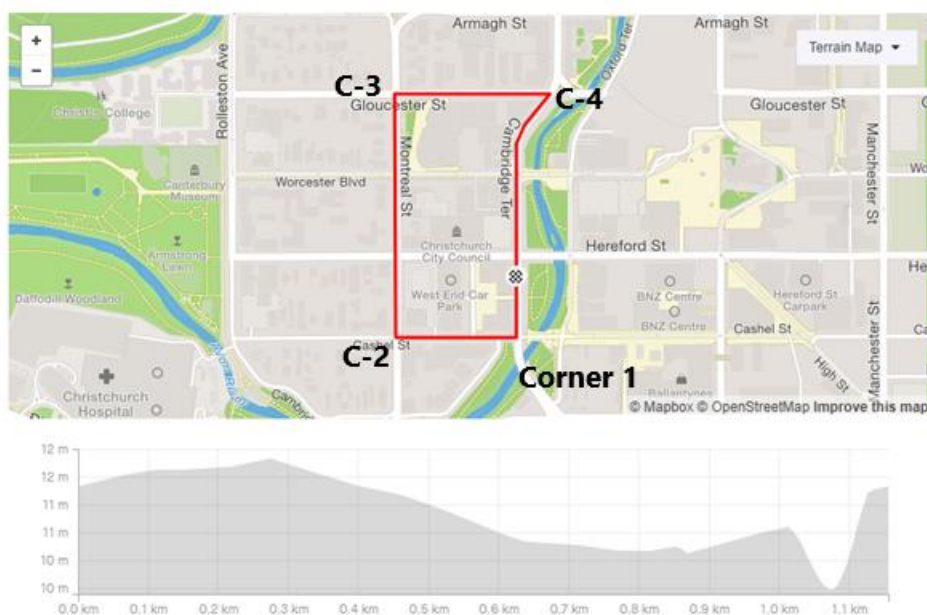 +
−
Armagh St
Oxford Ter
Terrain Map
Rolleston Ave
C-3
Gloucester St
C-4
Gloucester St
Christ's College
Cambridge Ter
Montreal St
Manchester St
Canterbury
Museum
Worcester Blvd
Armstrong
Lawn
Christchurch
City Council
Hereford St
Daffodil Woodland
West End Car
Park
BNZ Centre
Hereford St
Carpark
BNZ Centre
Cashel St
C-2
Cashel St
High St
Manchester St
Corner 1
Christchurch
Hospital
Ballantynes
© Mapbox © OpenStreetMap Improve this map
12 m
12 m
11 m
11 m
10 m
10 m
0.0 km 0.1 km 0.2 km 0.3 km 0.4 km 0.5 km 0.6 km 0.7 km 0.8 km 0.9 km 1.0 km 1.1 km